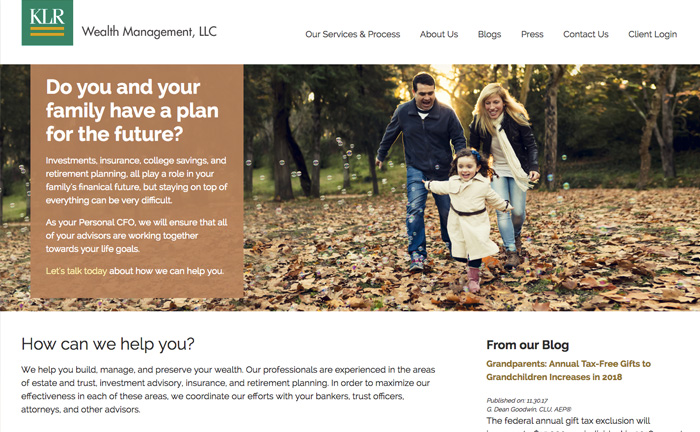 KLR
Wealth Management, LLC
Our Services & Process
About Us
Blogs
Press
Contact Us
Client Login
Do you and your
family have a plan
for the future?
Investments, insurance, college savings, and
retirement planning, all play a role in your
family's finanical future, but staying on top of
everything can be very difficult.
As your Personal CFO, we will ensure that all
of your advisors are working together
towards your life goals.
Let's talk today about how we can help you.
How can we help you?
We help you build, manage, and preserve your wealth. Our professionals are experienced in the areas
of estate and trust, investment advisory, insurance, and retirement planning. In order to maximize our
effectiveness in each of these areas, we coordinate our efforts with your bankers, trust officers,
attorneys, and other advisors.
From our Blog
Grandparents: Annual Tax-Free Gifts to
Grandchildren Increases in 2018
Published on: 11.30.17
G. Dean Goodwin, CLU, AEP®
The federal annual gift tax exclusion will